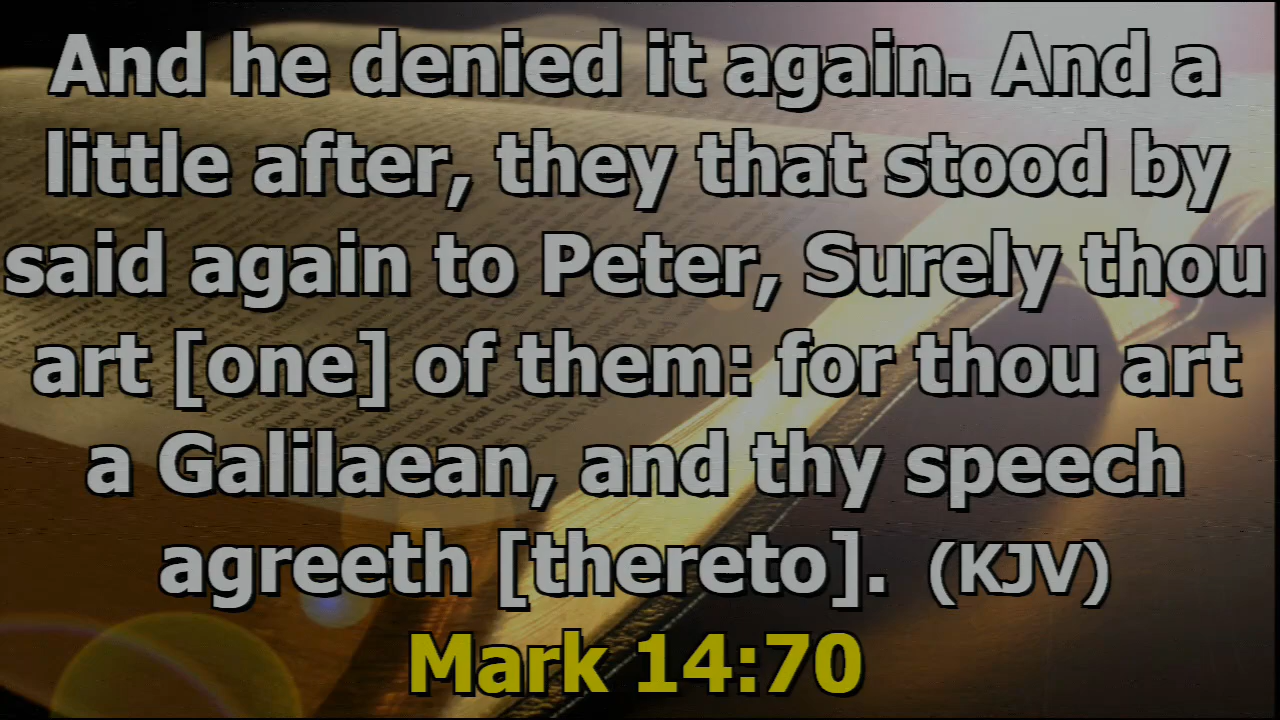 And he denied it again. And a
little after, they that stood by
said again to Peter, Surely thou
art [one] of them: for thou art
a Galilaean, and thy speech
agreeth [thereto]. (KJV)
Mark 14:70